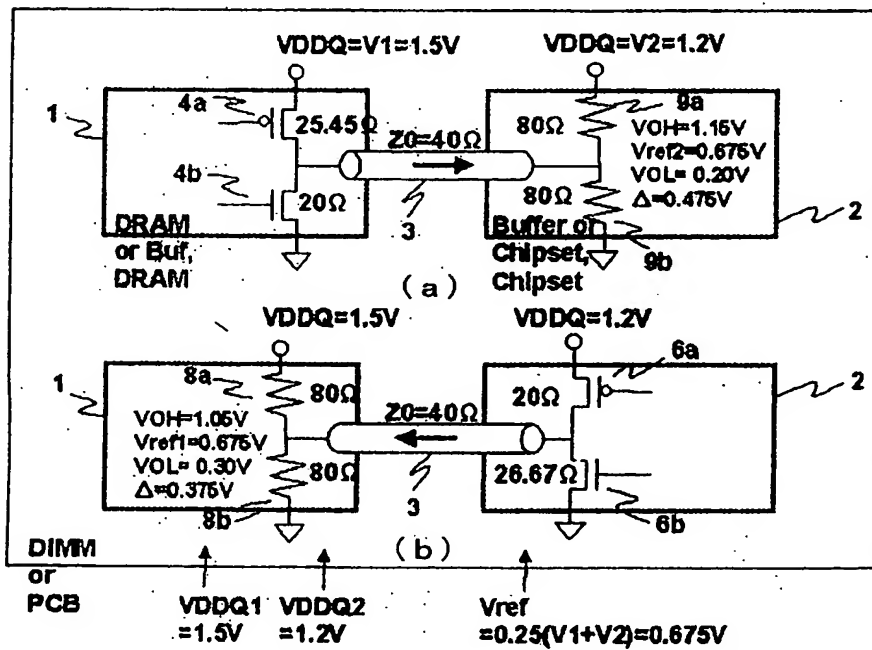 VDDQ=V1=1.5V
VDDQ=V2=1.2V
1
4a
25.45Ω
Z0=40Ω
80Ω
9a
VOH=1.15V
Vref2=0.675V
VOL= 0.20V
Δ=0.475V
4b
20Ω
3
80Ω
2
DRAM
or Buf,
DRAM
Buffer or
Chipset,
Chipset
9b
(a)
VDDQ=1.5V
VDDQ=1.2V
1
8a
80Ω
Z0=40Ω
20Ω
6a
2
VOH=1.05V
Vref1=0.675V
VOL= 0.30V
Δ=0.375V
80Ω
3
26.67Ω
8b
6b
(b)
DIMM
or
PCB
VDDQ1
=1.5V
VDDQ2
=1.2V
Vref
=0.25(V1+V2)=0.675V